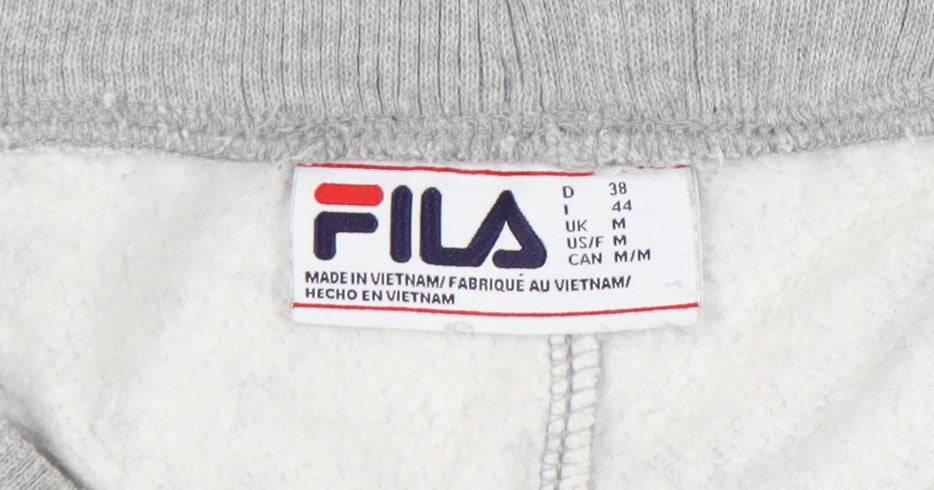 FILA
D 38
I 44
UK M
US/F M
CAN M/M
MADE IN VIETNAM/ FABRIQUÉ AU VIETNAM/
HECHO EN VIETNAM